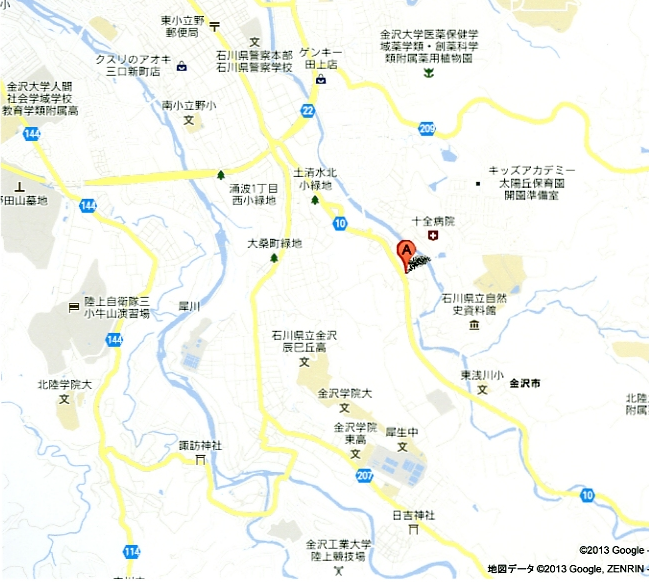 東小立野
郵便局
クスリのアオキ
三口新町店
石川県警察本部
石川県警察学校
ゲンキー
田上店
金沢大学医薬保健学
域薬学類・創薬科学
類附属薬用植物園
金沢大学人間
社会学域学校
教育学類附属高
南小立野小
22
209
144
土清水北
小緑地
キッズアカデミー
太陽丘保育園
開園準備室
涌波1丁目
西小緑地
野田山墓地
144
10
十全病院
大桑町緑地
A
陸上自衛隊三
小牛山演習場
犀川
石川県立自然
史資料館
144
石川県立金沢
辰巳丘高
北陸学院大
東浅川小
金沢市
金沢学院大
北陸
附属
金沢学院
東高
犀生中
諏訪神社
207
10
日吉神社
114
金沢工業大学
陸上競技場
©2013 Google -
地図データ ©2013 Google, ZENRIN -